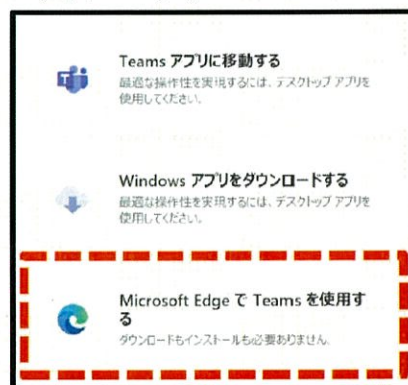 Teams アプリに移動する
最適な操作性を実現するには、デスクトップ アプリを
使用してください。
Windows アプリをダウンロードする
最適な操作性を実現するには、デスクトップ アプリを
使用してください。
Microsoft Edge で Teams を使用す
る
ダウンロードもインストールも必要ありません。